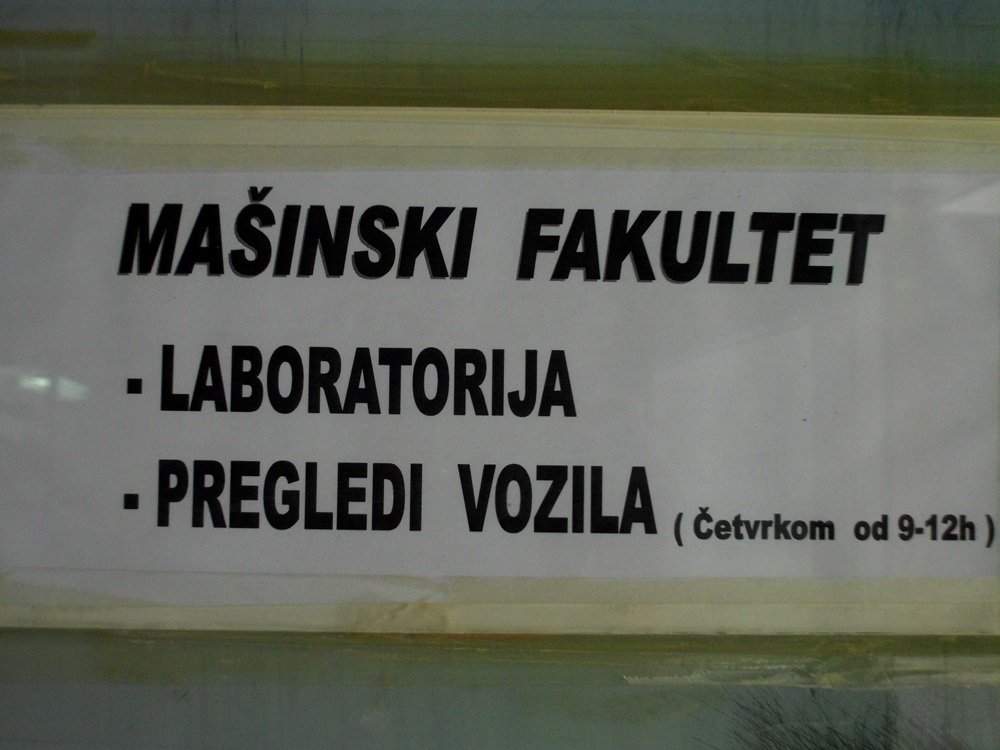 MAŠINSKI FAKULTET
- LABORATORIJA
- PREGLEDI VOZILA ( Četvrkom od 9-12h )